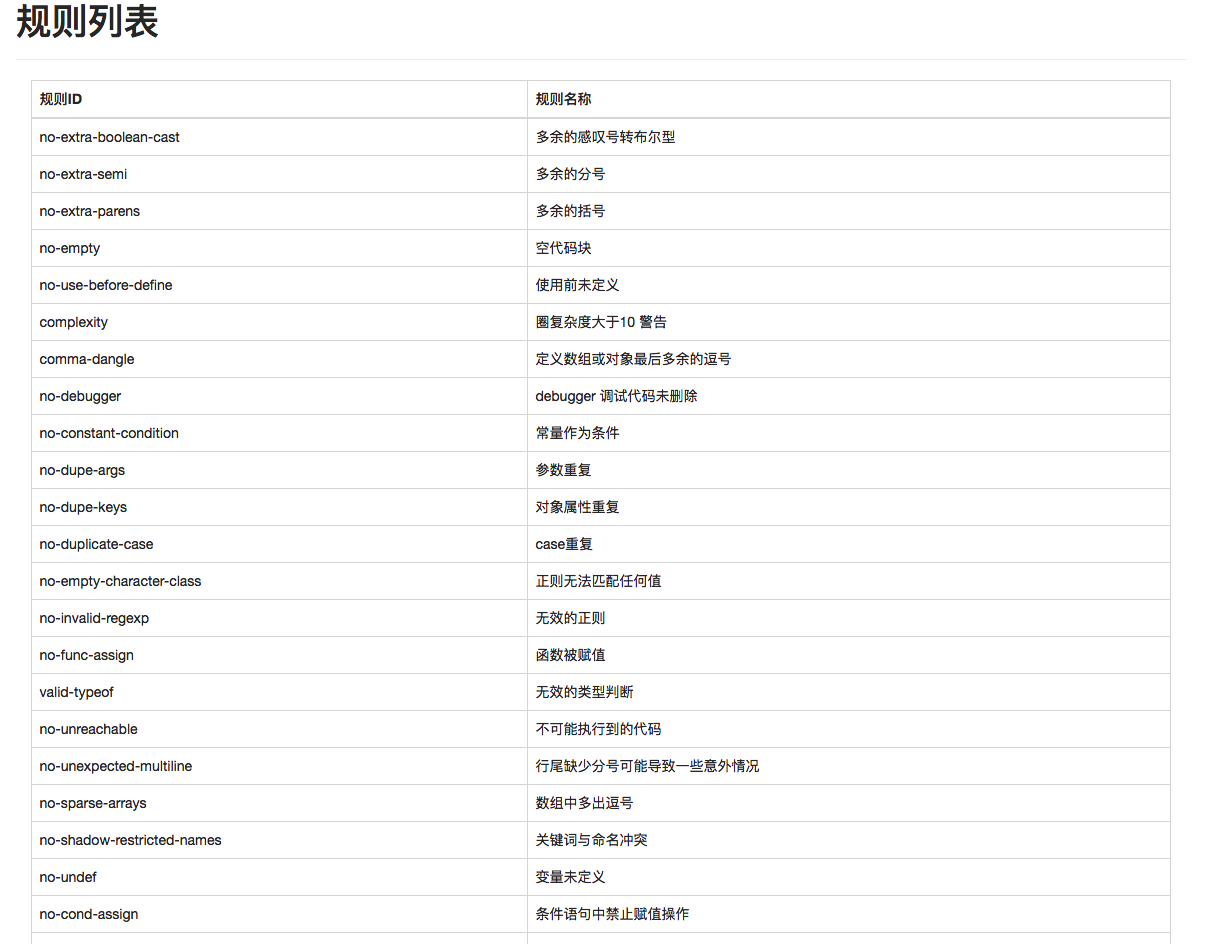 规则列表
规则ID 规则名称
no-extra-boolean-cast 多余的感叹号转布尔型
no-extra-semi 多余的分号
no-extra-parens 多余的括号
no-empty 空代码块
no-use-before-define 使用前未定义
complexity 圈复杂度大于10 警告
comma-dangle 定义数组或对象最后多余的逗号
no-debugger debugger 调试代码未删除
no-constant-condition 常量作为条件
no-dupe-args 参数重复
no-dupe-keys 对象属性重复
no-duplicate-case case重复
no-empty-character-class 正则无法匹配任何值
no-invalid-regexp 无效的正则
no-func-assign 函数被赋值
valid-typeof 无效的类型判断
no-unreachable 不可能执行到的代码
no-unexpected-multiline 行尾缺少分号可能导致一些意外情况
no-sparse-arrays 数组中多出逗号
no-shadow-restricted-names 关键词与命名冲突
no-undef 变量未定义
no-cond-assign 条件语句中禁止赋值操作